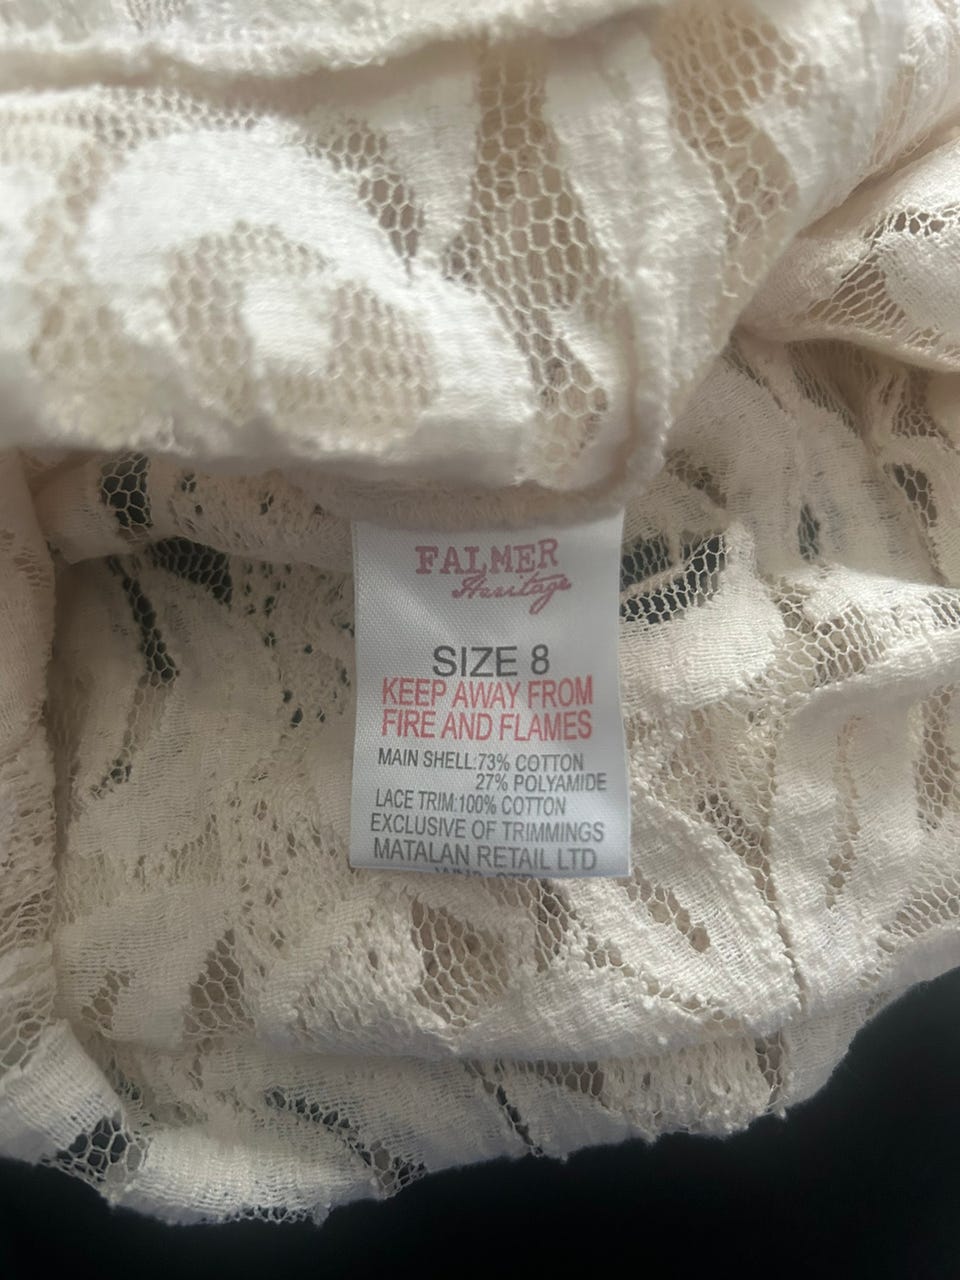 FALMER
Heritage
SIZE 8
KEEP AWAY FROM
FIRE AND FLAMES
MAIN SHELL:73% COTTON
27% POLYAMIDE
LACE TRIM:100% COTTON
EXCLUSIVE OF TRIMMINGS
MATALAN RETAIL LTD